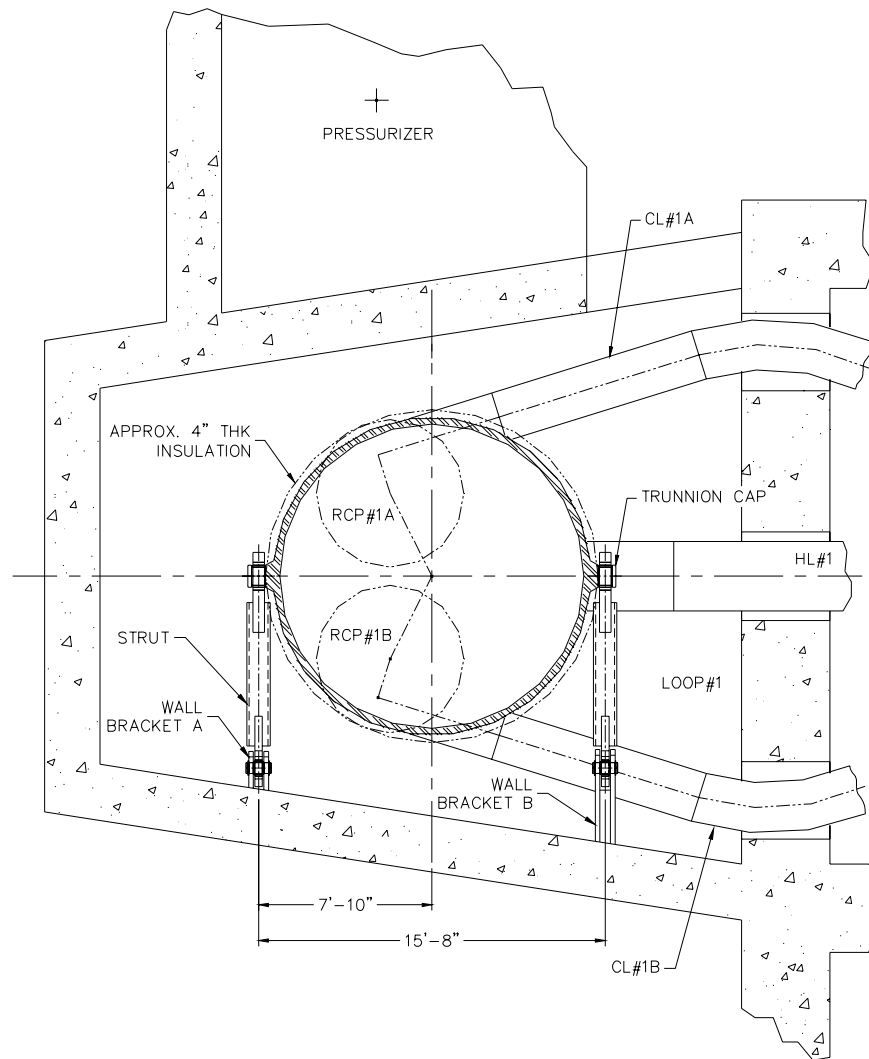 PRESSURIZER
CL#1A
APPROX. 4" THK
INSULATION
RCP#1A
TRUNNION CAP
HL#1
STRUT
RCP#1B
LOOP#1
WALL
BRACKET A
WALL
BRACKET B
7'-10"
15'-8"
CL#1B